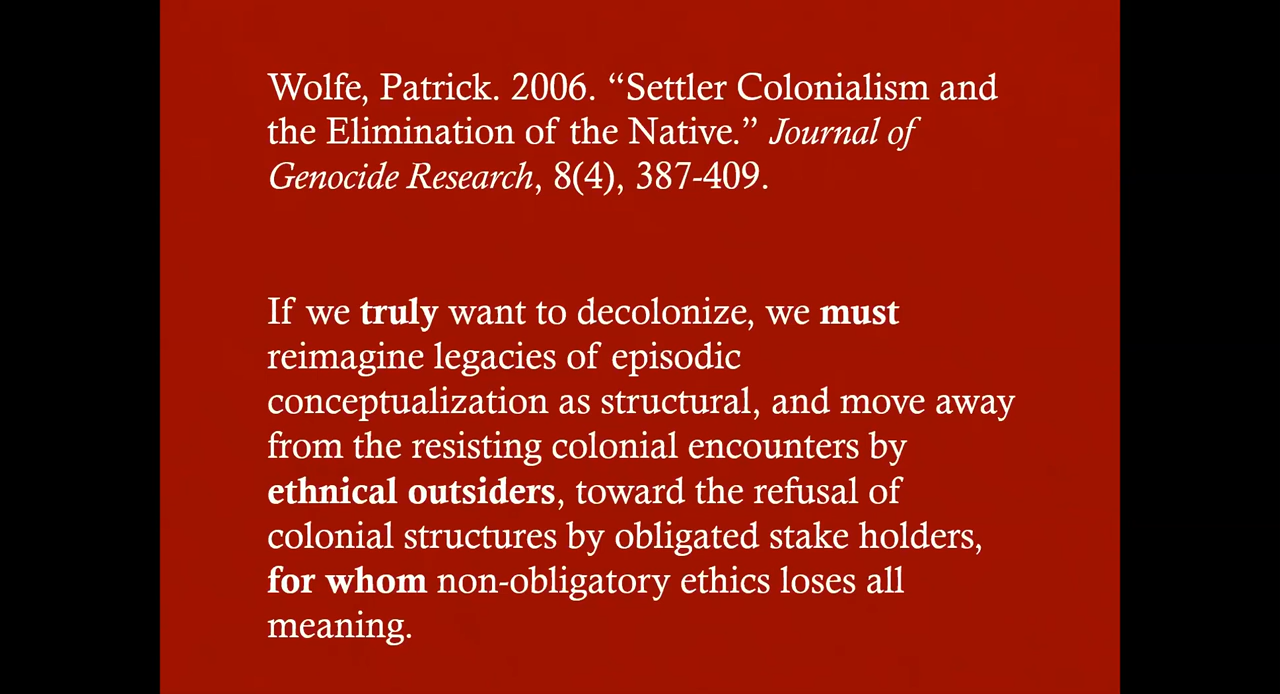 Wolfe, Patrick. 2006. “Settler Colonialism and
the Elimination of the Native.” Journal of
Genocide Research, 8(4), 387-409.
If we truly want to decolonize, we must
reimagine legacies of episodic
conceptualization as structural, and move away
from the resisting colonial encounters by
ethnical outsiders, toward the refusal of
colonial structures by obligated stake holders,
for whom non-obligatory ethics loses all
meaning.